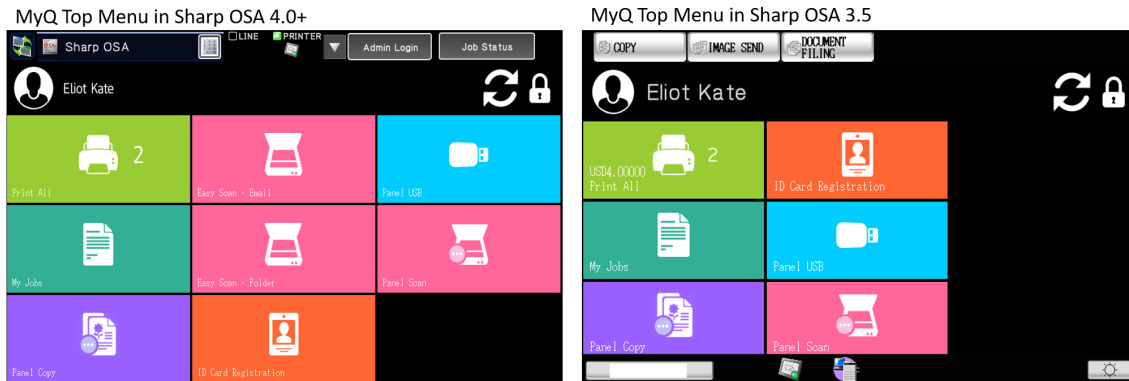 MyQ Top Menu in Sharp OSA 4.0+
Sharp OSA
LINE
PRINTER
Admin Login
Job Status
Eliot Kate
2
Print All
Easy Scan - Email
Panel USB
My Jobs
Easy Scan - Folder
Panel Scan
Panel Copy
ID Card Registration
MyQ Top Menu in Sharp OSA 3.5
COPY
IMAGE SEND
DOCUMENT
FILING
Eliot Kate
2
USD4.00000
Print All
ID Card Registration
My Jobs
Panel USB
Panel Copy
Panel Scan